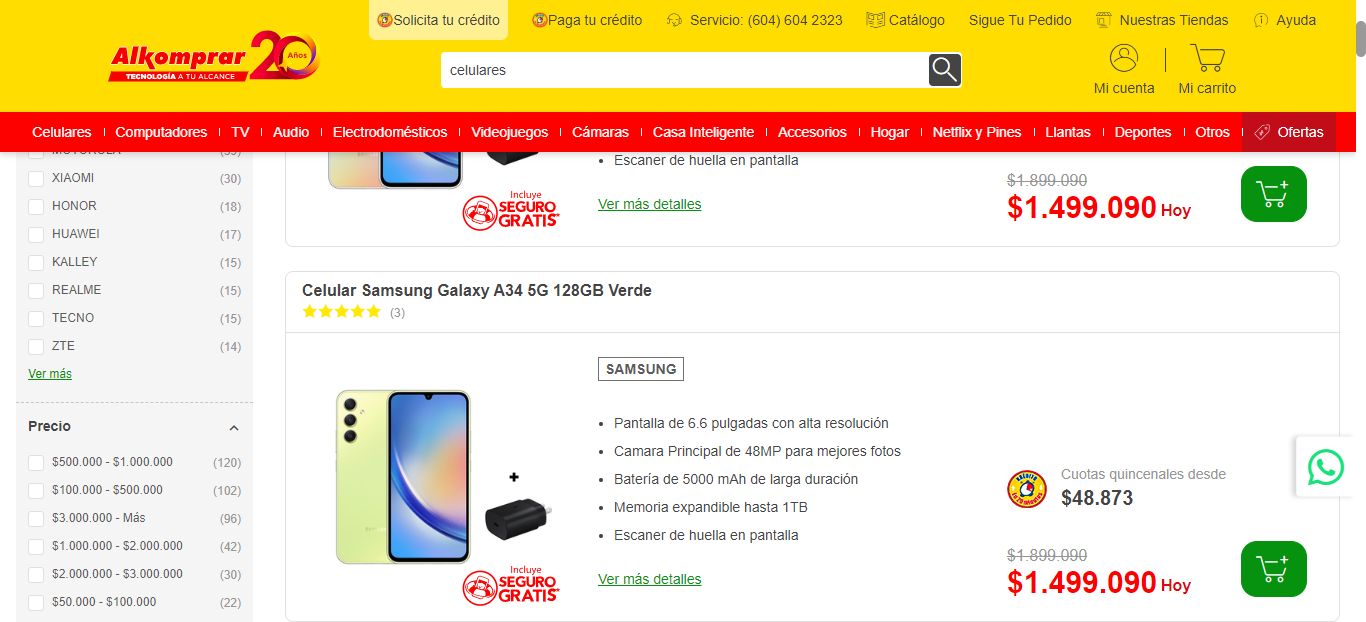 Solicita tu crédito
Paga tu crédito
Servicio: (604) 604 2323
Catálogo
Sigue Tu Pedido
Nuestras Tiendas
Ayuda
Alkomprar 20 Años
TECNOLOGÍA A TU ALCANCE
celulares
Mi cuenta
Mi carrito
Celulares
Computadores
TV
Audio
Electrodomésticos
Videojuegos
Cámaras
Casa Inteligente
Accesorios
Hogar
Netflix y Pines
Llantas
Deportes
Otros
Ofertas
MOTOROLA (35)
XIAOMI (30)
HONOR (18)
HUAWEI (17)
KALLEY (15)
REALME (15)
TECNO (15)
ZTE (14)
Ver más
Precio
$500.000 - $1.000.000 (120)
$100.000 - $500.000 (102)
$3.000.000 - Más (96)
$1.000.000 - $2.000.000 (42)
$2.000.000 - $3.000.000 (30)
$50.000 - $100.000 (22)
Escaner de huella en pantalla
Incluye
SEGURO
GRATIS*
Ver más detalles
$1.899.090
$1.499.090 Hoy
Celular Samsung Galaxy A34 5G 128GB Verde
(3)
SAMSUNG
Pantalla de 6.6 pulgadas con alta resolución
Camara Principal de 48MP para mejores fotos
Batería de 5000 mAh de larga duración
Memoria expandible hasta 1TB
Escaner de huella en pantalla
+
Incluye
SEGURO
GRATIS*
Ver más detalles
Cuotas quincenales desde
$48.873
$1.899.090
$1.499.090 Hoy